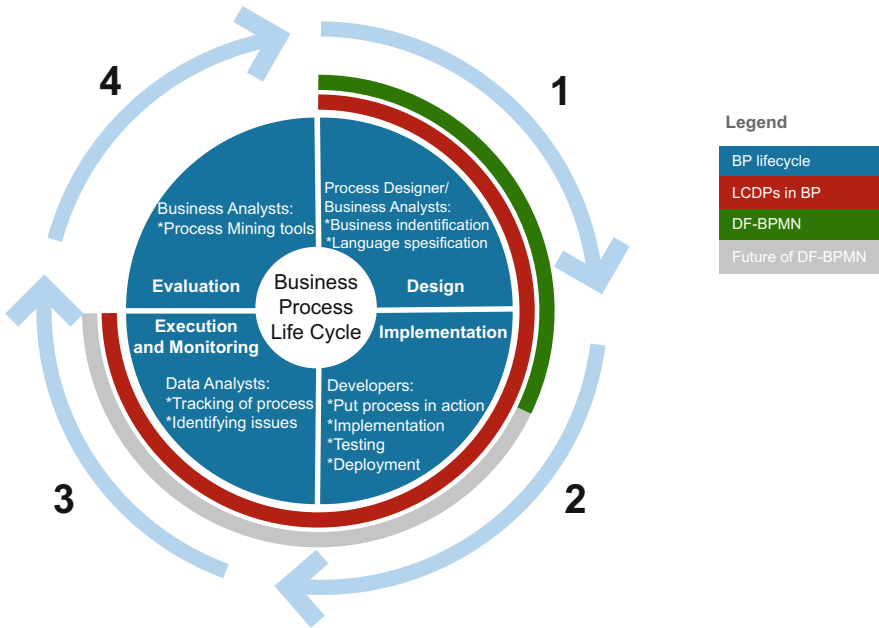 4
1
Business Analysts:
*Process Mining tools
Evaluation
Process Designer/
Business Analysts:
*Business indentification
*Language spesification
Design
Business
Process
Life Cycle
Execution
and Monitoring
Data Analysts:
*Tracking of process
*Identifying issues
Implementation
Developers:
*Put process in action
*Implementation
*Testing
*Deployment
3
2
Legend
BP lifecycle
LCDPs in BP
DF-BPMN
Future of DF-BPMN